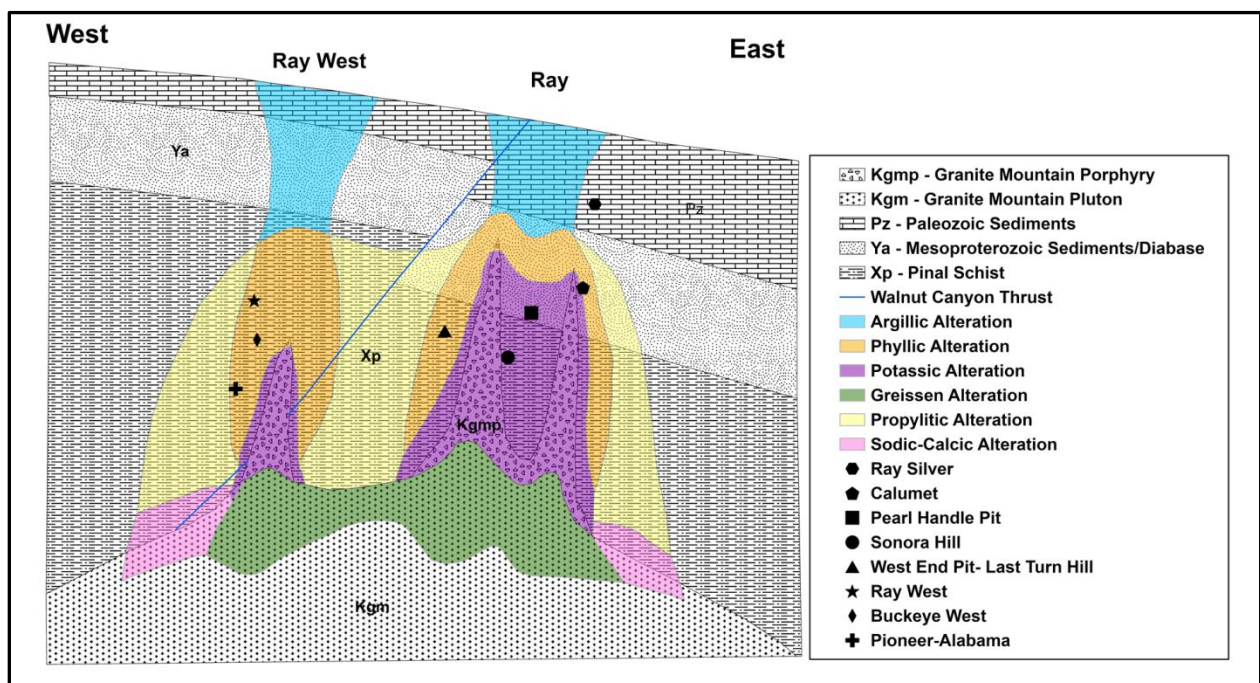 West
East
Ray West
Ray
Ya
Pz
Xp
Kgmp
Kgm
Kgmp - Granite Mountain Porphyry
Kgm - Granite Mountain Pluton
Pz - Paleozoic Sediments
Ya - Mesoproterozoic Sediments/Diabase
Xp - Pinal Schist
Walnut Canyon Thrust
Argillic Alteration
Phyllic Alteration
Potassic Alteration
Greissen Alteration
Propylitic Alteration
Sodic-Calcic Alteration
Ray Silver
Calumet
Pearl Handle Pit
Sonora Hill
West End Pit- Last Turn Hill
Ray West
Buckeye West
Pioneer-Alabama